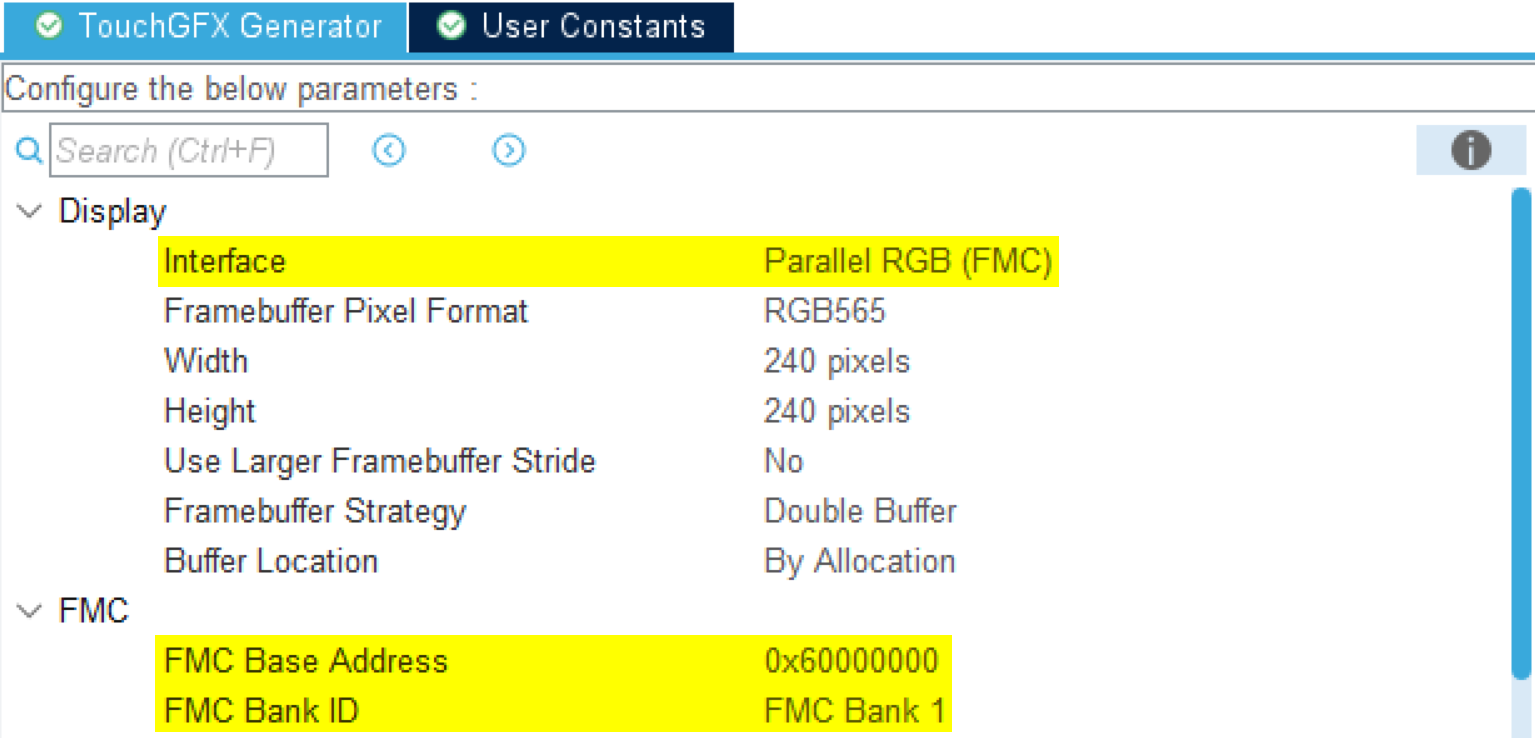 TouchGFX Generator User Constants
Configure the below parameters :
Search (Ctrl+F)
Display
Interface Parallel RGB (FMC)
Framebuffer Pixel Format RGB565
Width 240 pixels
Height 240 pixels
Use Larger Framebuffer Stride No
Framebuffer Strategy Double Buffer
Buffer Location By Allocation
FMC
FMC Base Address 0x60000000
FMC Bank ID FMC Bank 1